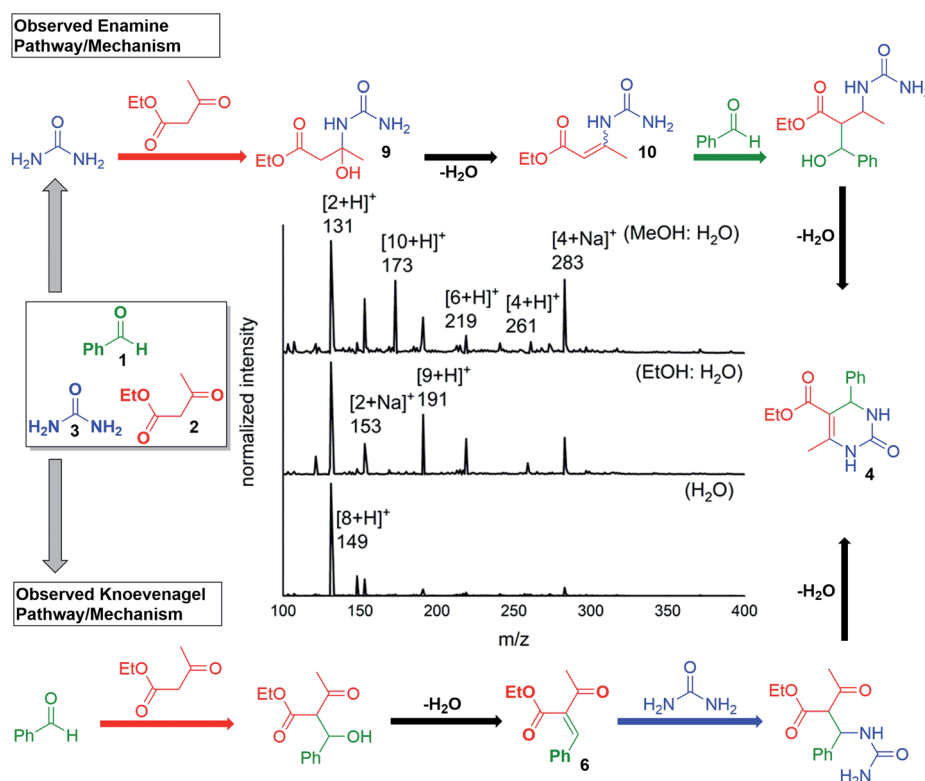 Observed Enamine
Pathway/Mechanism
O
H₂N NH₂
EtO O
O
O
HN NH₂
O
EtO
OH
9
-H₂O
O
HN NH₂
O
EtO
10
O
Ph H
O
HN NH₂
O
EtO
HO Ph
-H₂O
O
Ph H
1
O
H₂N NH₂
3
EtO O
O
2
normalized intensity
[2+H]⁺
131
[10+H]⁺
173
[6+H]⁺
219
[4+H]⁺
261
[4+Na]⁺
283
(MeOH: H₂O)
[2+Na]⁺
153
[9+H]⁺
191
(EtOH: H₂O)
[8+H]⁺
149
(H₂O)
100 150 200 250 300 350 400
m/z
O Ph
EtO NH
N O
H
4
-H₂O
Observed Knoevenagel
Pathway/Mechanism
O
Ph H
EtO O
O
EtO O
O
Ph OH
-H₂O
EtO O
O
Ph
6
O
H₂N NH₂
EtO O
O
Ph NH O
H₂N